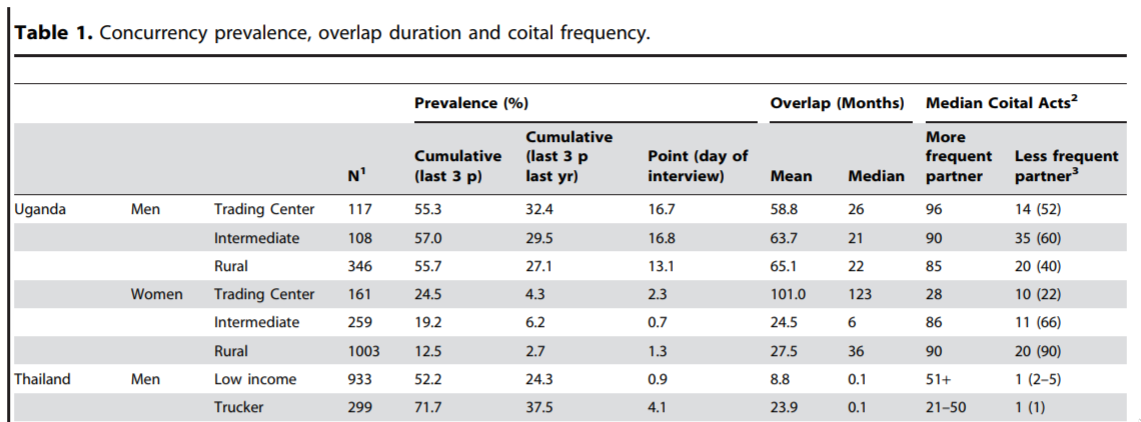 Table 1. Concurrency prevalence, overlap duration and coital frequency.
Prevalence (%) Overlap (Months) Median Coital Acts2
N1 Cumulative (last 3 p) Cumulative (last 3 p last yr) Point (day of interview) Mean Median More frequent partner Less frequent partner3
Uganda Men Trading Center 117 55.3 32.4 16.7 58.8 26 96 14 (52)
Intermediate 108 57.0 29.5 16.8 63.7 21 90 35 (60)
Rural 346 55.7 27.1 13.1 65.1 22 85 20 (40)
Women Trading Center 161 24.5 4.3 2.3 101.0 123 28 10 (22)
Intermediate 259 19.2 6.2 0.7 24.5 6 86 11 (66)
Rural 1003 12.5 2.7 1.3 27.5 36 90 20 (90)
Thailand Men Low income 933 52.2 24.3 0.9 8.8 0.1 51+ 1 (2–5)
Trucker 299 71.7 37.5 4.1 23.9 0.1 21–50 1 (1)